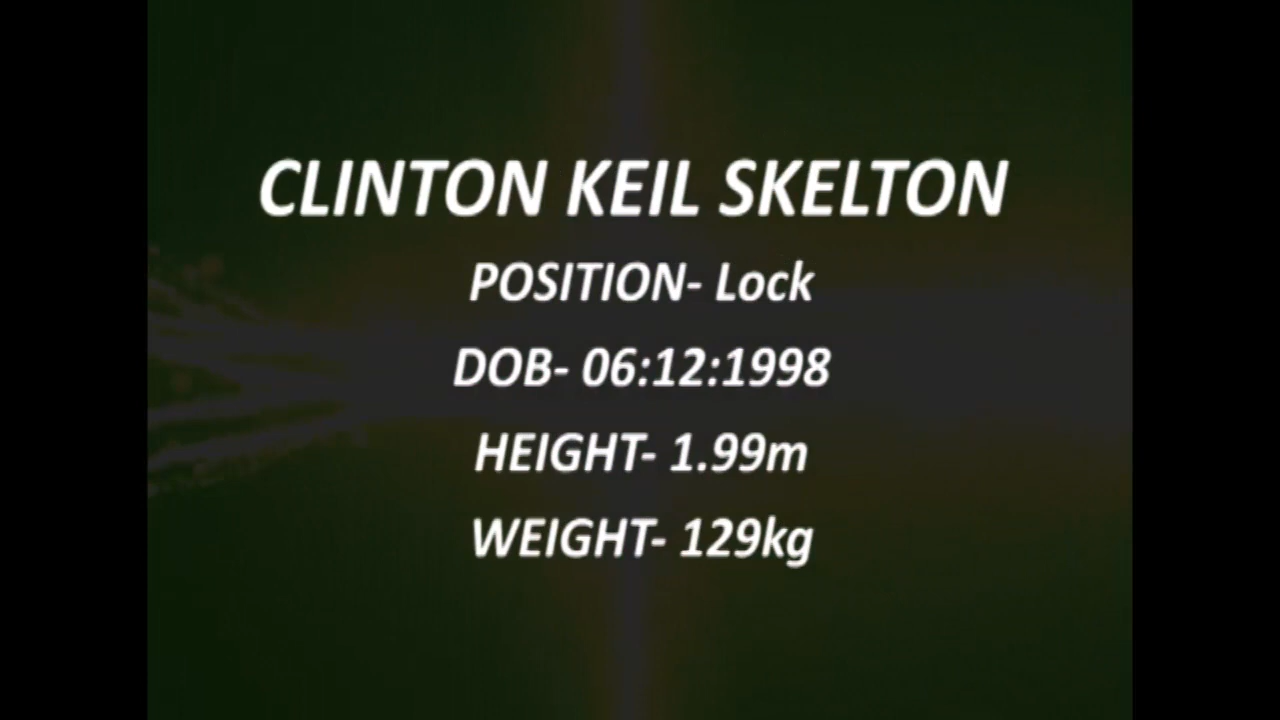 CLINTON KEIL SKELTON
POSITION- Lock
DOB- 06:12:1998
HEIGHT- 1.99m
WEIGHT- 129kg